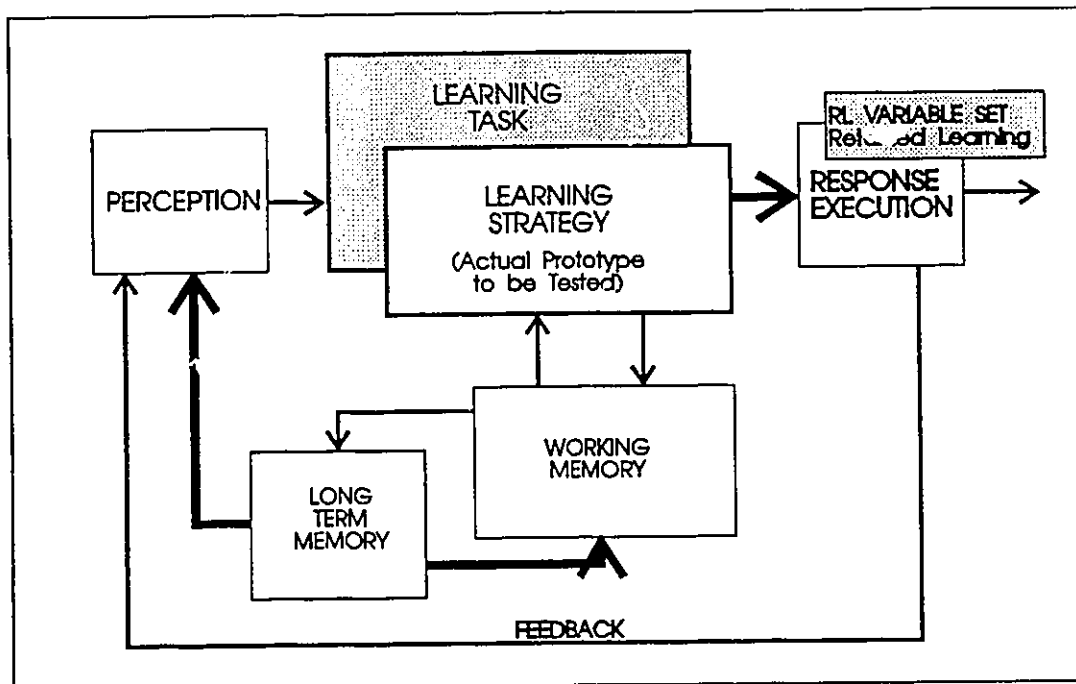 LEARNING
TASK
RL VARIABLE SET
Learning
PERCEPTION
LEARNING
STRATEGY
(Actual Prototype
to be Tested)
RESPONSE
EXECUTION
WORKING
MEMORY
LONG
TERM
MEMORY
FEEDBACK